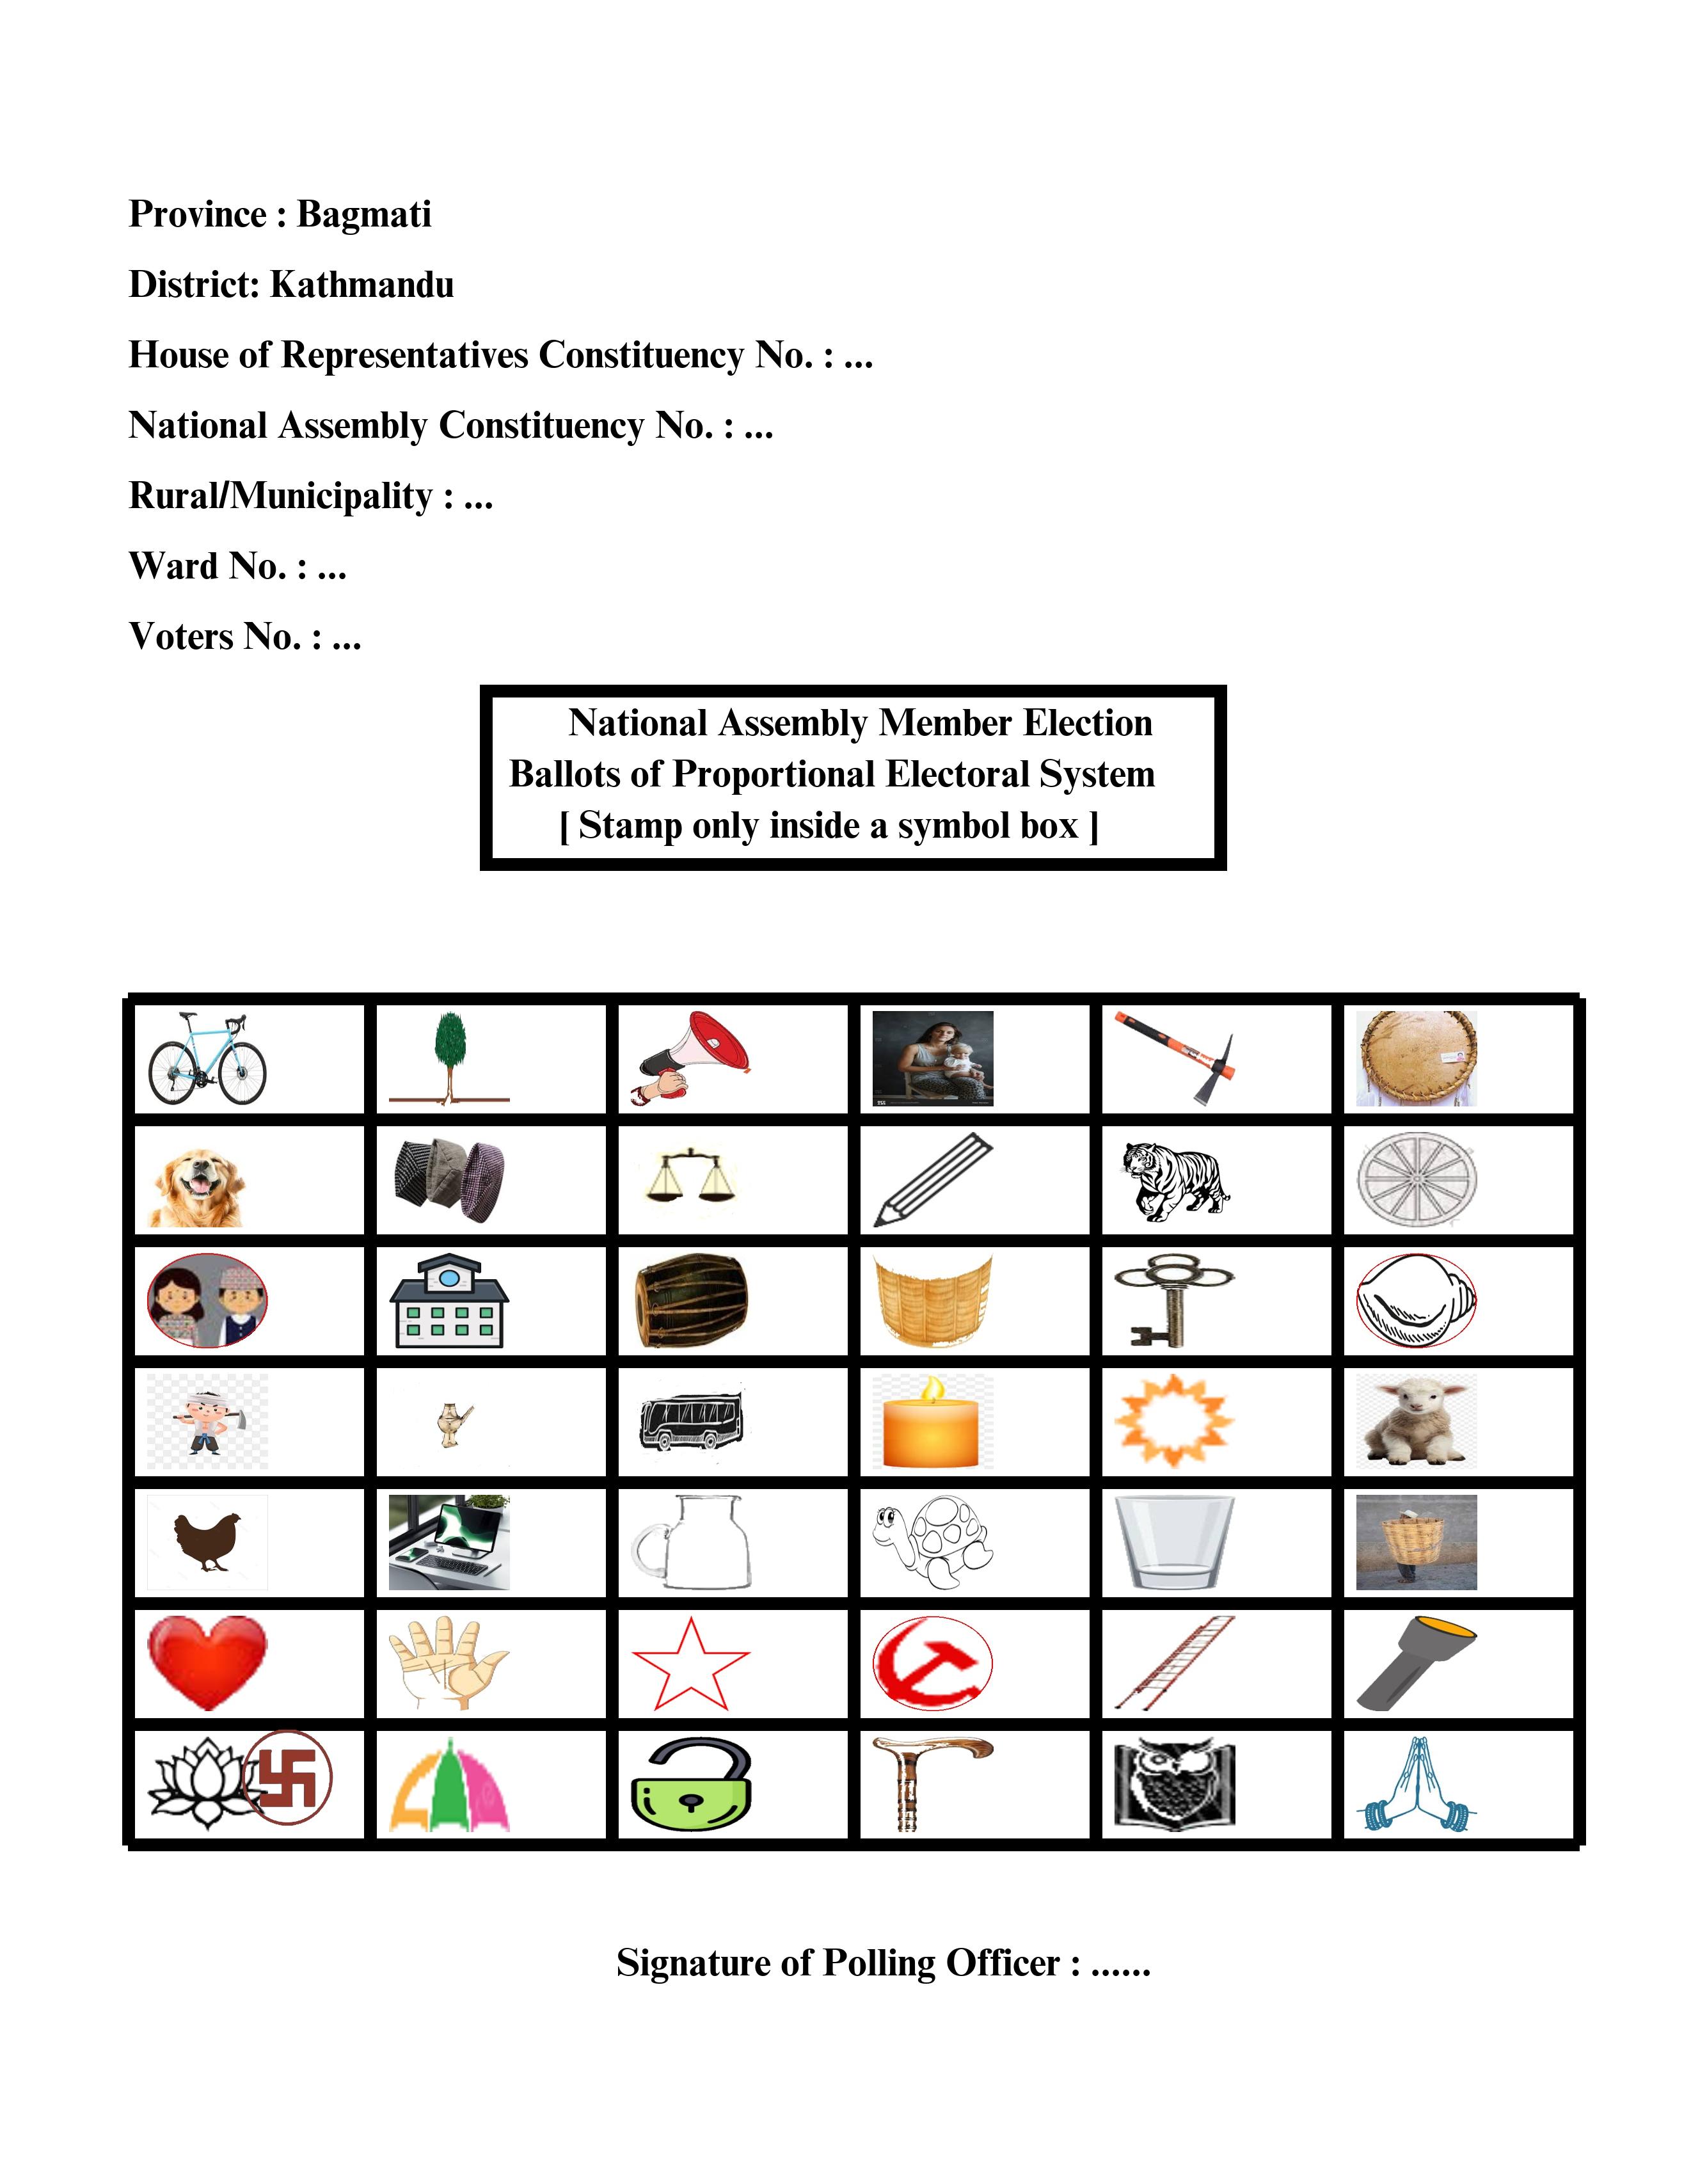 Province : Bagmati
District: Kathmandu
House of Representatives Constituency No. : ...
National Assembly Constituency No. : ...
Rural/Municipality : ...
Ward No. : ...
Voters No. : ...
National Assembly Member Election
Ballots of Proportional Electoral System
[ Stamp only inside a symbol box ]
Signature of Polling Officer : ......